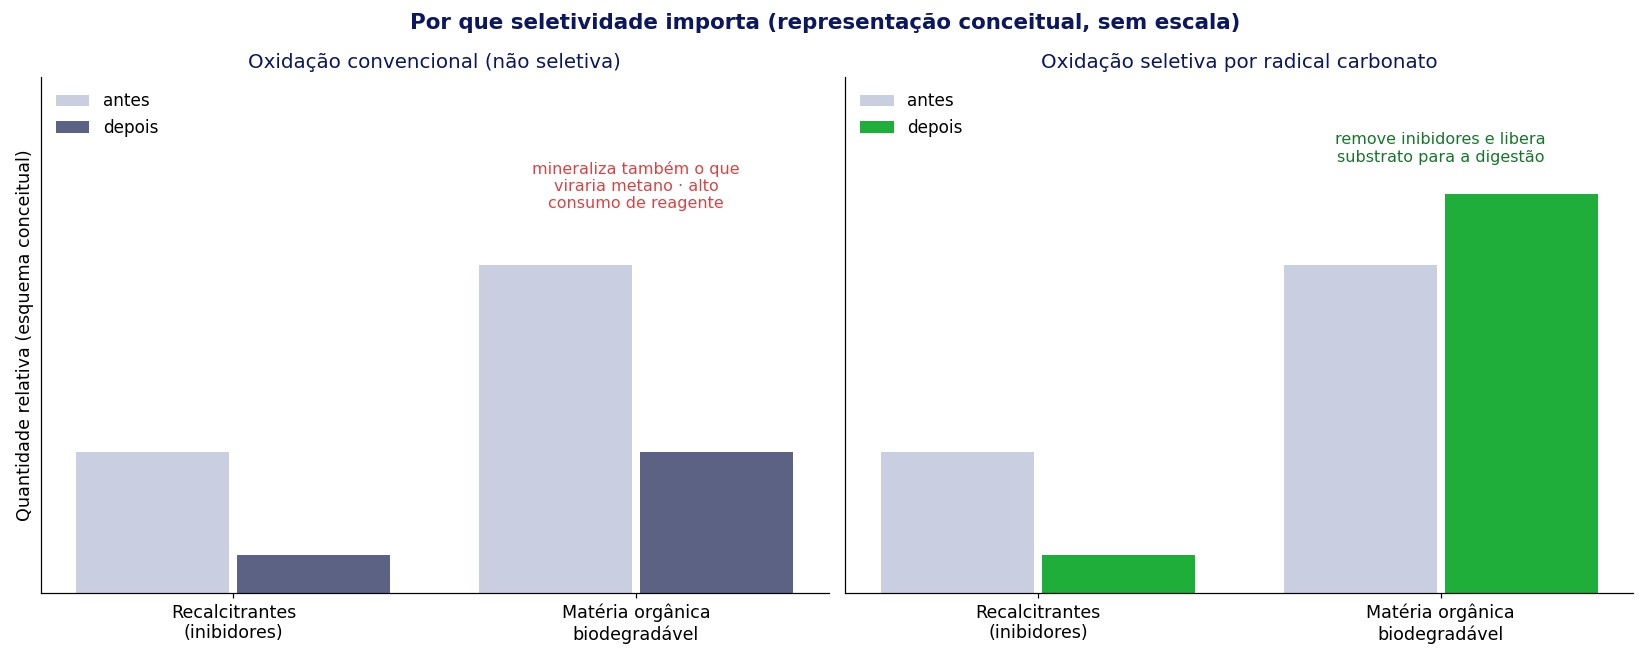 Por que seletividade importa (representação conceitual, sem escala)
Oxidação convencional (não seletiva)
antes
depois
mineraliza também o que
viraria metano · alto
consumo de reagente
Quantidade relativa (esquema conceitual)
Recalcitrantes
(inibidores)
Matéria orgânica
biodegradável
Oxidação seletiva por radical carbonato
antes
depois
remove inibidores e libera
substrato para a digestão
Recalcitrantes
(inibidores)
Matéria orgânica
biodegradável